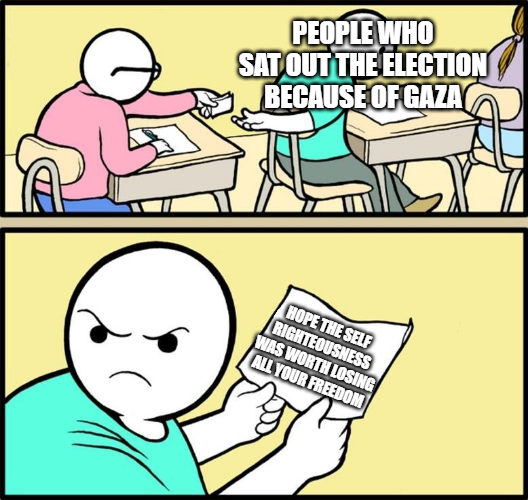 PEOPLE WHO
SAT OUT THE ELECTION
BECAUSE OF GAZA
HOPE THE SELF
RIGHTEOUSNESS
WAS WORTH LOSING
ALL YOUR FREEDOM